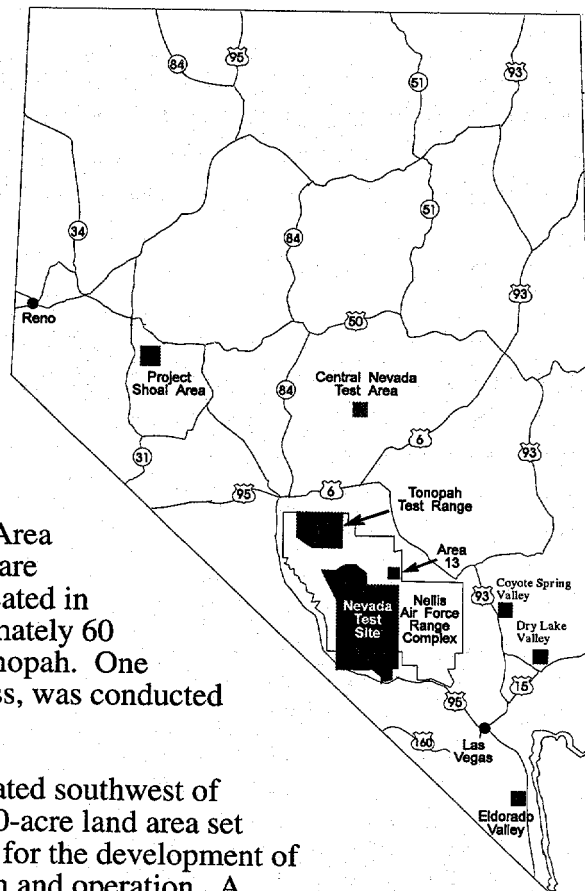 95
84
93
51
51
34
84
93
Reno
50
Project
Shoal Area
Central Nevada
Test Area
84
31
6
93
95
6
Tonopah
Test Range
Area
13
Nevada
Test
Site
Nellis
Air Force
Range
Complex
93
Coyote Spring
Valley
Dry Lake
Valley
15
95
160
Las
Vegas
Eldorado
Valley
Area
are
ated in
nately 60
nopah. One
ss, was conducted
ated southwest of
0-acre land area set
for the development of
n and operation. A